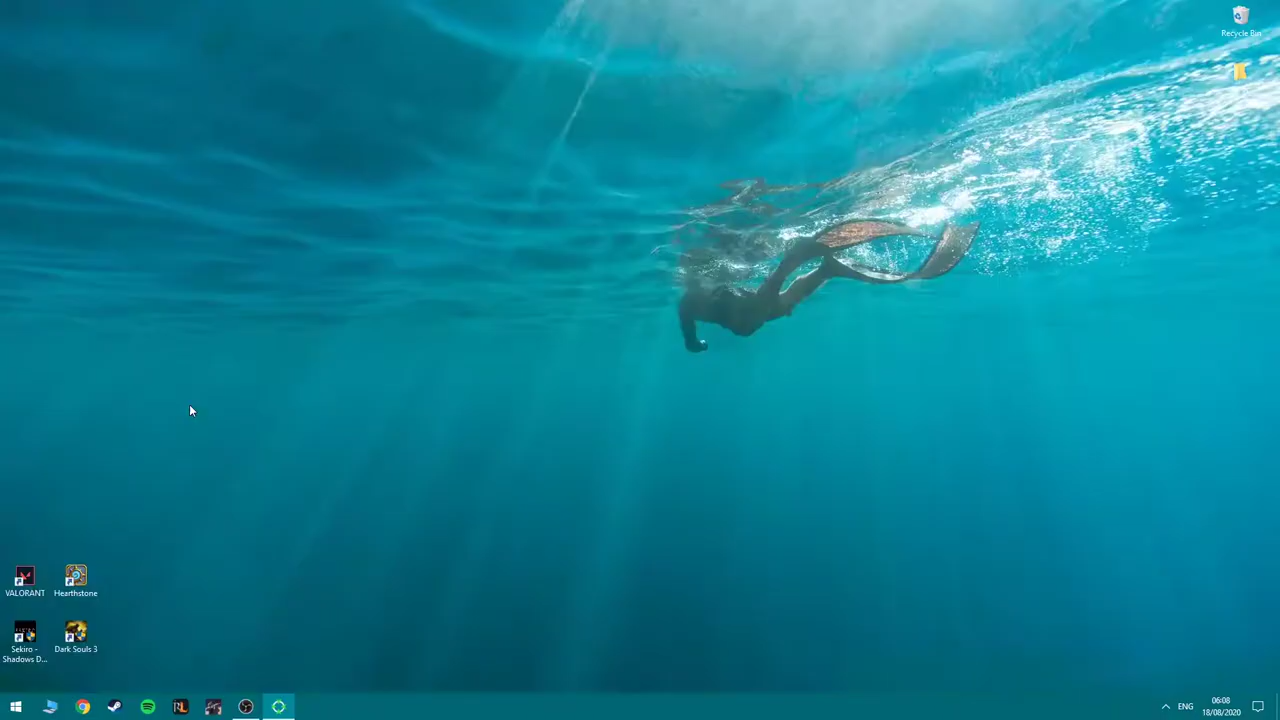 Recycle Bin
VALORANT
Hearthstone
Sekiro -
Shadows D...
Dark Souls 3
ENG
06:08
18/08/2020